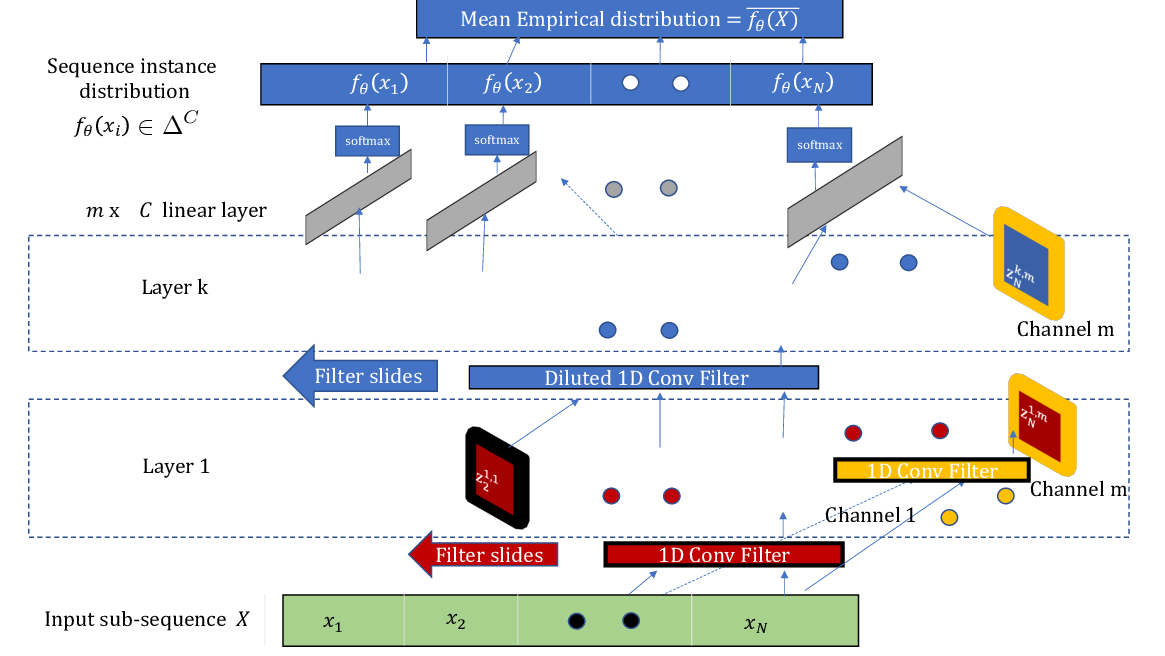 Mean Empirical distribution = $\overline{f_\theta(X)}$
Sequence instance
distribution
$f_\theta(x_i) \in \Delta^C$
$f_\theta(x_1)$ $f_\theta(x_2)$ $f_\theta(x_N)$
softmax softmax softmax
$m$ x $C$ linear layer
Layer k
$z_N^{k,m}$
Channel m
Filter slides
Diluted 1D Conv Filter
$z_N^{1,m}$
Layer 1
$z_2^{1,1}$
1D Conv Filter
Channel m
Channel 1
Filter slides
1D Conv Filter
Input sub-sequence $X$
$x_1$ $x_2$ $x_N$